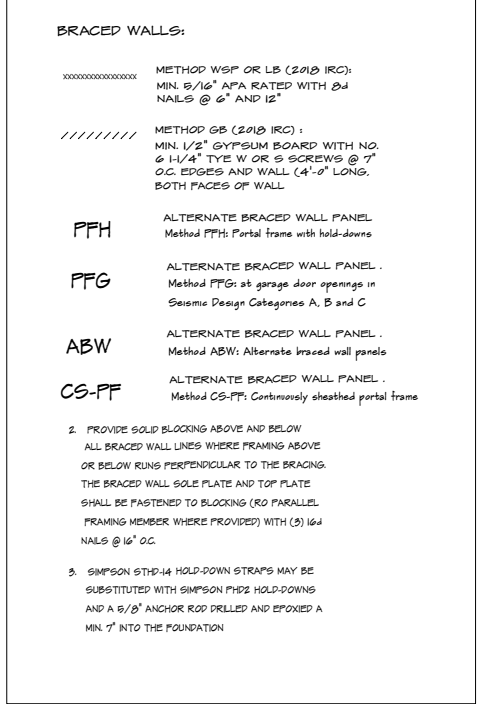 BRACED WALLS:
xxxxxxxxxxxxxxxxx METHOD WSP OR LB (2018 IRC):
MIN. 5/16" APA RATED WITH 8d
NAILS @ 6" AND 12"
///////// METHOD GB (2018 IRC) :
MIN. 1/2" GYPSUM BOARD WITH NO.
6 1-1/4" TYE W OR S SCREWS @ 7"
O.C. EDGES AND WALL (4'-0" LONG,
BOTH FACES OF WALL
PFH ALTERNATE BRACED WALL PANEL
Method PFH: Portal frame with hold-downs
PFG ALTERNATE BRACED WALL PANEL .
Method PFG: at garage door openings in
Seismic Design Categories A, B and C
ABW ALTERNATE BRACED WALL PANEL .
Method ABW: Alternate braced wall panels
CS-PF ALTERNATE BRACED WALL PANEL .
Method CS-PF: Continuously sheathed portal frame
2. PROVIDE SOLID BLOCKING ABOVE AND BELOW
ALL BRACED WALL LINES WHERE FRAMING ABOVE
OR BELOW RUNS PERPENDICULAR TO THE BRACING.
THE BRACED WALL SOLE PLATE AND TOP PLATE
SHALL BE FASTENED TO BLOCKING (RO PARALLEL
FRAMING MEMBER WHERE PROVIDED) WITH (3) 16d
NAILS @ 16" O.C.
3. SIMPSON STHD-14 HOLD-DOWN STRAPS MAY BE
SUBSTITUTED WITH SIMPSON PHD2 HOLD-DOWNS
AND A 5/8" ANCHOR ROD DRILLED AND EPOXIED A
MIN. 7" INTO THE FOUNDATION